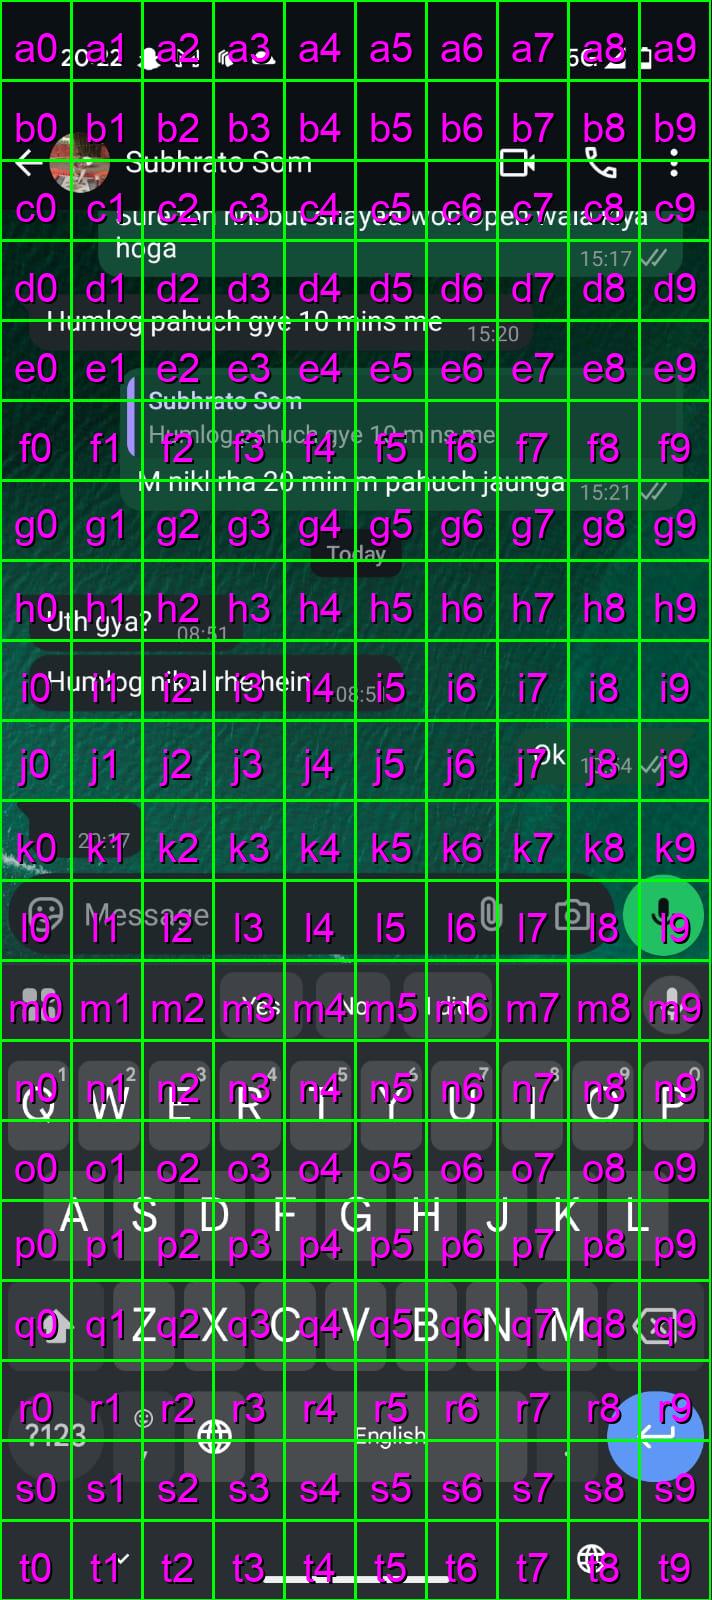 20:22 5G
Subhrato Som
hoga
15:17
Humlog pahuch gye 10 mins me
15:20
Subhrato Som
Humlog pahuch gye 10 mins me
M nikl rha 20 min m pahuch jaunga
15:21
Today
Uth gya?
08:51
Humlog nikal rhe hein
Ok
20:17
Message
Yes No I did
1 2 3 4 5 6 7 8 9 0
Q W E R T Y U I O P
A S D F G H J K L
Z X C V B N M
?123 , English .
a0 a1 a2 a3 a4 a5 a6 a7 a8 a9
b0 b1 b2 b3 b4 b5 b6 b7 b8 b9
c0 c1 c2 c3 c4 c5 c6 c7 c8 c9
d0 d1 d2 d3 d4 d5 d6 d7 d8 d9
e0 e1 e2 e3 e4 e5 e6 e7 e8 e9
f0 f1 f2 f3 f4 f5 f6 f7 f8 f9
g0 g1 g2 g3 g4 g5 g6 g7 g8 g9
h0 h1 h2 h3 h4 h5 h6 h7 h8 h9
i0 i1 i2 i3 i4 i5 i6 i7 i8 i9
j0 j1 j2 j3 j4 j5 j6 j7 j8 j9
k0 k1 k2 k3 k4 k5 k6 k7 k8 k9
l0 l1 l2 l3 l4 l5 l6 l7 l8 l9
m0 m1 m2 m3 m4 m5 m6 m7 m8 m9
n0 n1 n2 n3 n4 n5 n6 n7 n8 n9
o0 o1 o2 o3 o4 o5 o6 o7 o8 o9
p0 p1 p2 p3 p4 p5 p6 p7 p8 p9
q0 q1 q2 q3 q4 q5 q6 q7 q8 q9
r0 r1 r2 r3 r4 r5 r6 r7 r8 r9
s0 s1 s2 s3 s4 s5 s6 s7 s8 s9
t0 t1 t2 t3 t4 t5 t6 t7 t8 t9